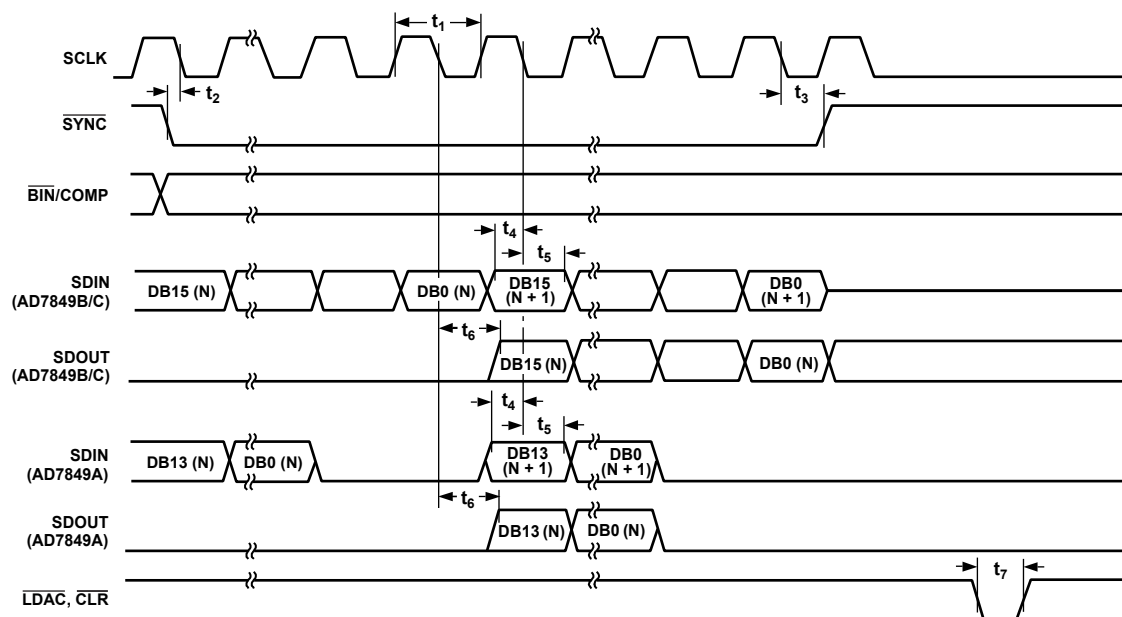 t1
SCLK
t2
t3
SYNC
BIN/COMP
t4
t5
SDIN
(AD7849B/C)
DB15 (N)
DB0 (N)
DB15
(N + 1)
DB0
(N + 1)
t6
SDOUT
(AD7849B/C)
DB15 (N)
DB0 (N)
t4
t5
SDIN
(AD7849A)
DB13 (N)
DB0 (N)
DB13
(N + 1)
DB0
(N + 1)
t6
SDOUT
(AD7849A)
DB13 (N)
DB0 (N)
t7
LDAC, CLR